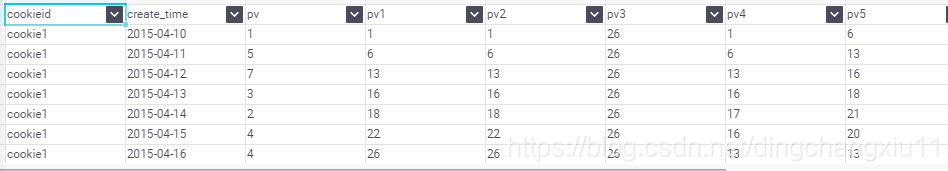 cookieid create_time pv pv1 pv2 pv3 pv4 pv5
cookie1 2015-04-10 1 1 1 26 1 6
cookie1 2015-04-11 5 6 6 26 6 13
cookie1 2015-04-12 7 13 13 26 13 16
cookie1 2015-04-13 3 16 16 26 16 18
cookie1 2015-04-14 2 18 18 26 17 21
cookie1 2015-04-15 4 22 22 26 16 20
cookie1 2015-04-16 4 26 26 26 13 13
https://blog.csdn.net/dingchangxiu11